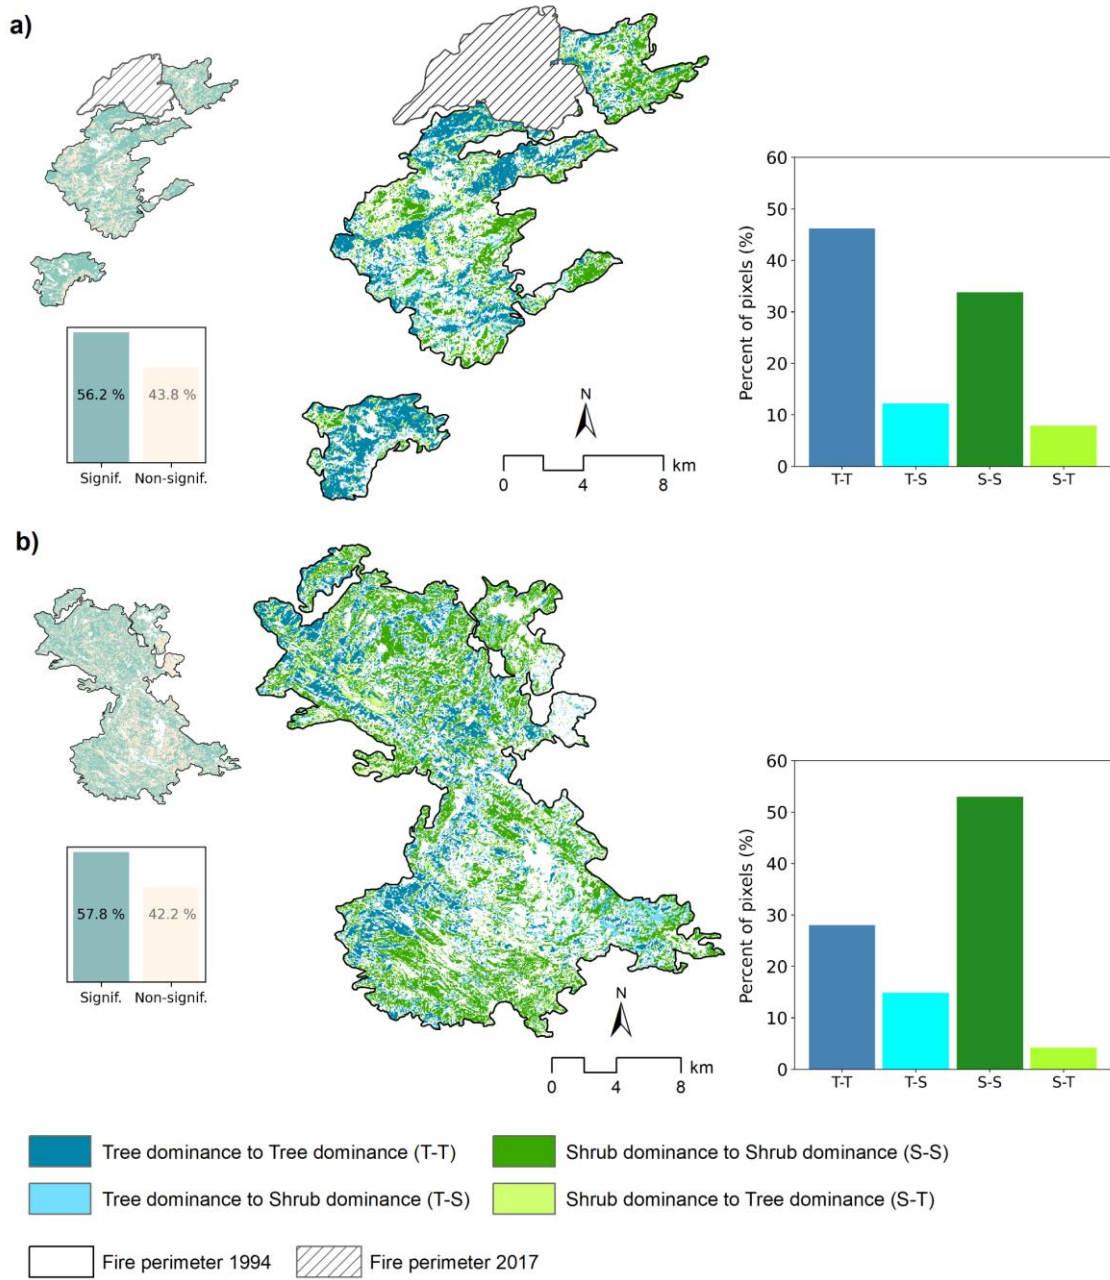 a)
56.2 %
43.8 %
Signif.
Non-signif.
N
km
0 4 8
Percent of pixels (%)
60
50
40
30
20
10
0
T-T T-S S-S S-T
b)
57.8 %
42.2 %
Signif.
Non-signif.
N
km
0 4 8
Percent of pixels (%)
60
50
40
30
20
10
0
T-T T-S S-S S-T
Tree dominance to Tree dominance (T-T)
Shrub dominance to Shrub dominance (S-S)
Tree dominance to Shrub dominance (T-S)
Shrub dominance to Tree dominance (S-T)
Fire perimeter 1994
Fire perimeter 2017